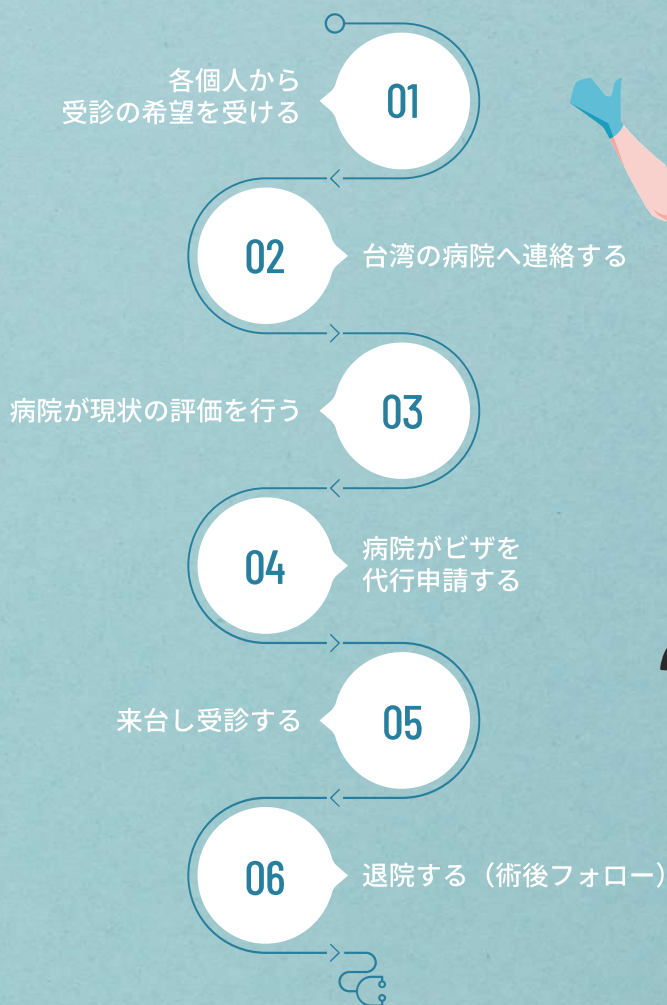 各個人から
受診の希望を受ける
01
02
台湾の病院へ連絡する
病院が現状の評価を行う
03
04
病院がビザを
代行申請する
来台し受診する
05
06
退院する（術後フォロー）